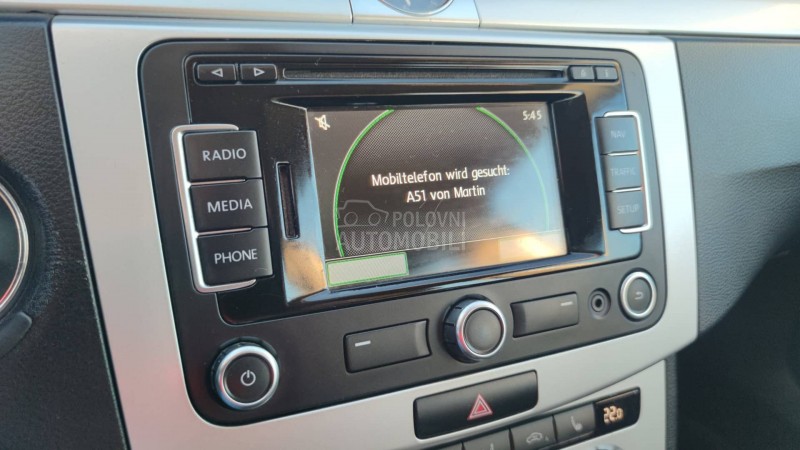 5:45
RADIO
MEDIA
PHONE
NAV
TRAFFIC
SETUP
Mobiltelefon wird gesucht:
A51 von Martin
POLOVNI
AUTOMOBILI
22.0